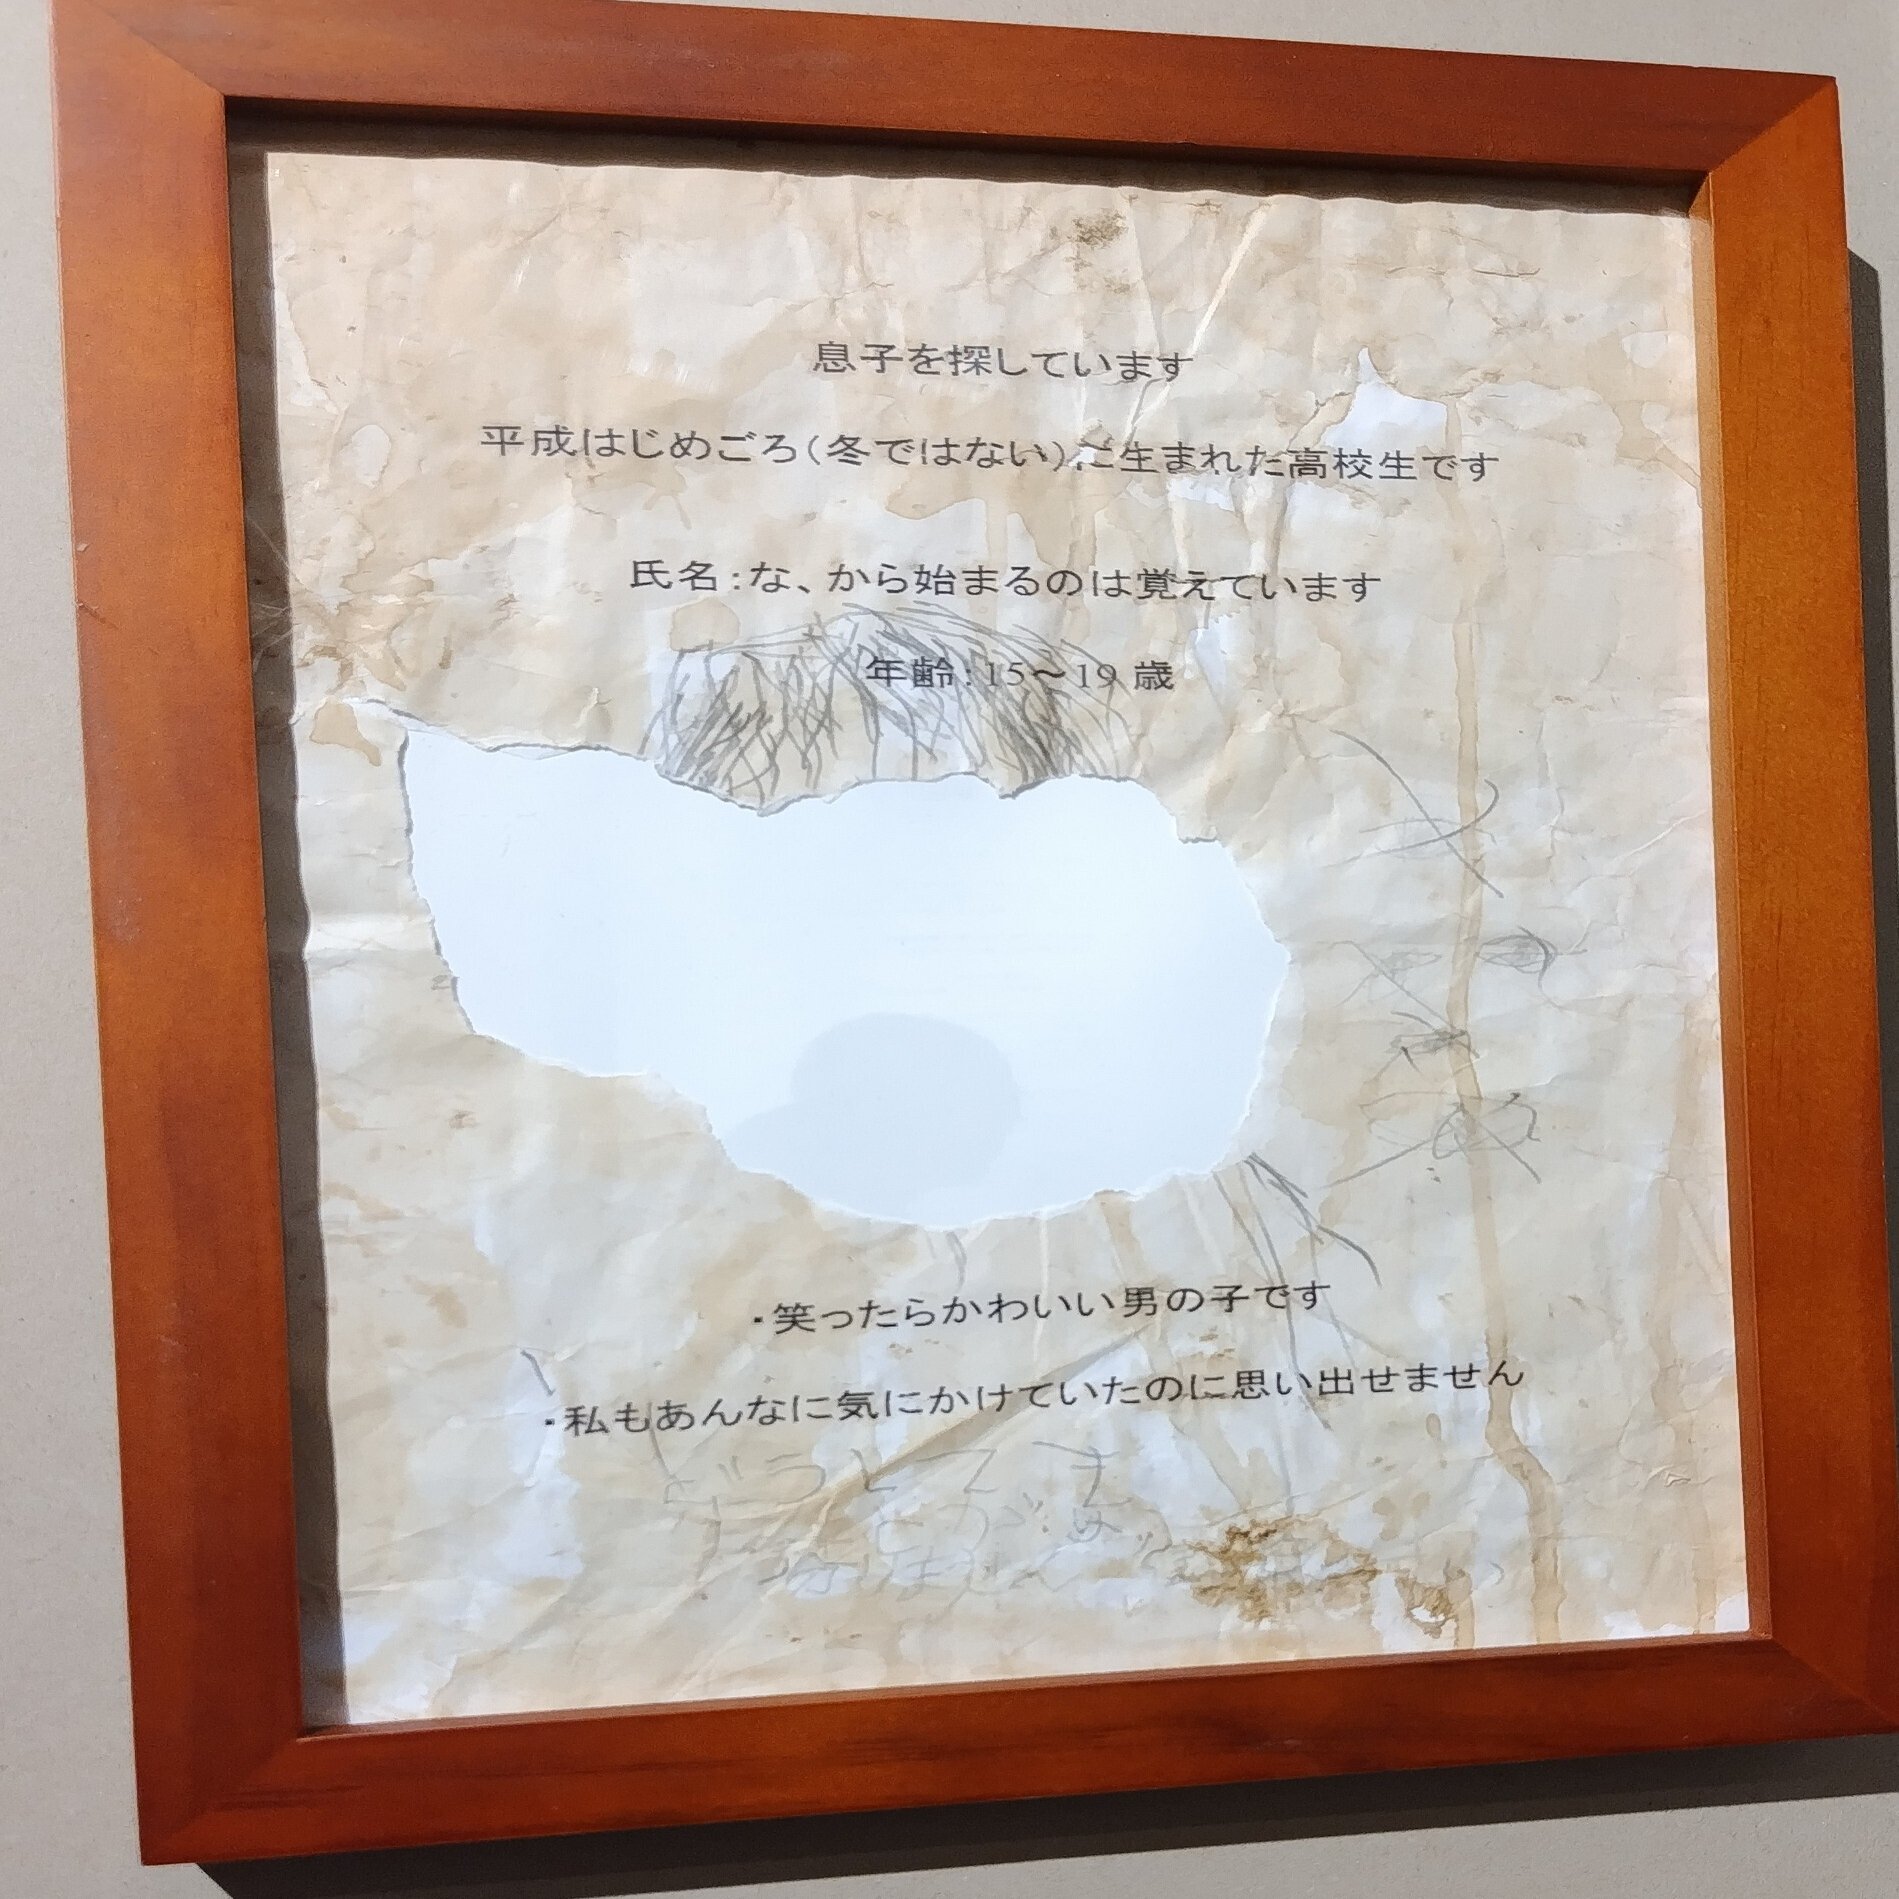 息子を探しています
平成はじめごろ(冬ではない)に生まれた高校生です
氏名:な、から始まるのは覚えています
年齢:15～19 歳
・笑ったらかわいい男の子です
・私もあんなに気にかけていたのに思い出せません